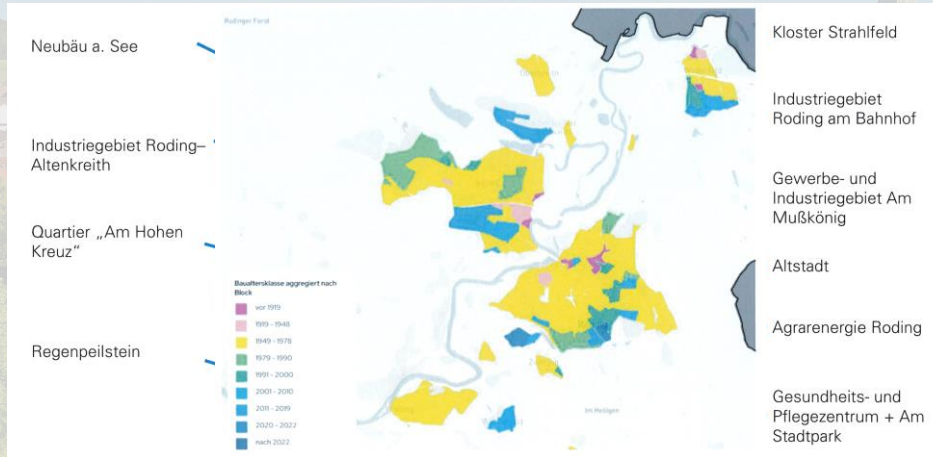 Neubäu a. See
Industriegebiet Roding–
Altenkreith
Quartier „Am Hohen
Kreuz“
Regenpeilstein
Rodinger Forst
Baualtersklasse aggregiert nach
Block
vor 1919
1919 - 1948
1949 - 1978
1979 - 1990
1991 - 2000
2001 - 2010
2011 - 2019
2020 - 2022
nach 2022
Im Heiligen
Kloster Strahlfeld
Industriegebiet
Roding am Bahnhof
Gewerbe- und
Industriegebiet Am
Mußkönig
Altstadt
Agrarenergie Roding
Gesundheits- und
Pflegezentrum + Am
Stadtpark